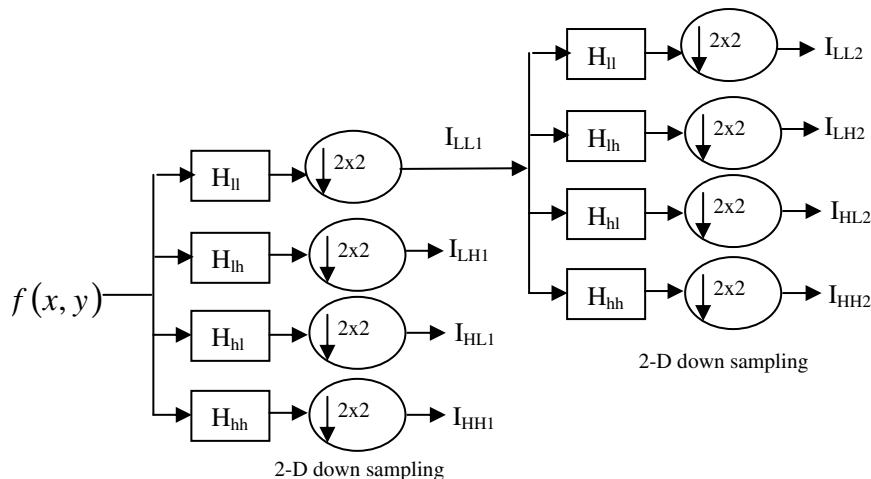 f(x, y)
H_ll
2x2
I_LL1
H_lh
2x2
I_LH1
H_hl
2x2
I_HL1
H_hh
2x2
I_HH1
2-D down sampling
H_ll
2x2
I_LL2
H_lh
2x2
I_LH2
H_hl
2x2
I_HL2
H_hh
2x2
I_HH2
2-D down sampling